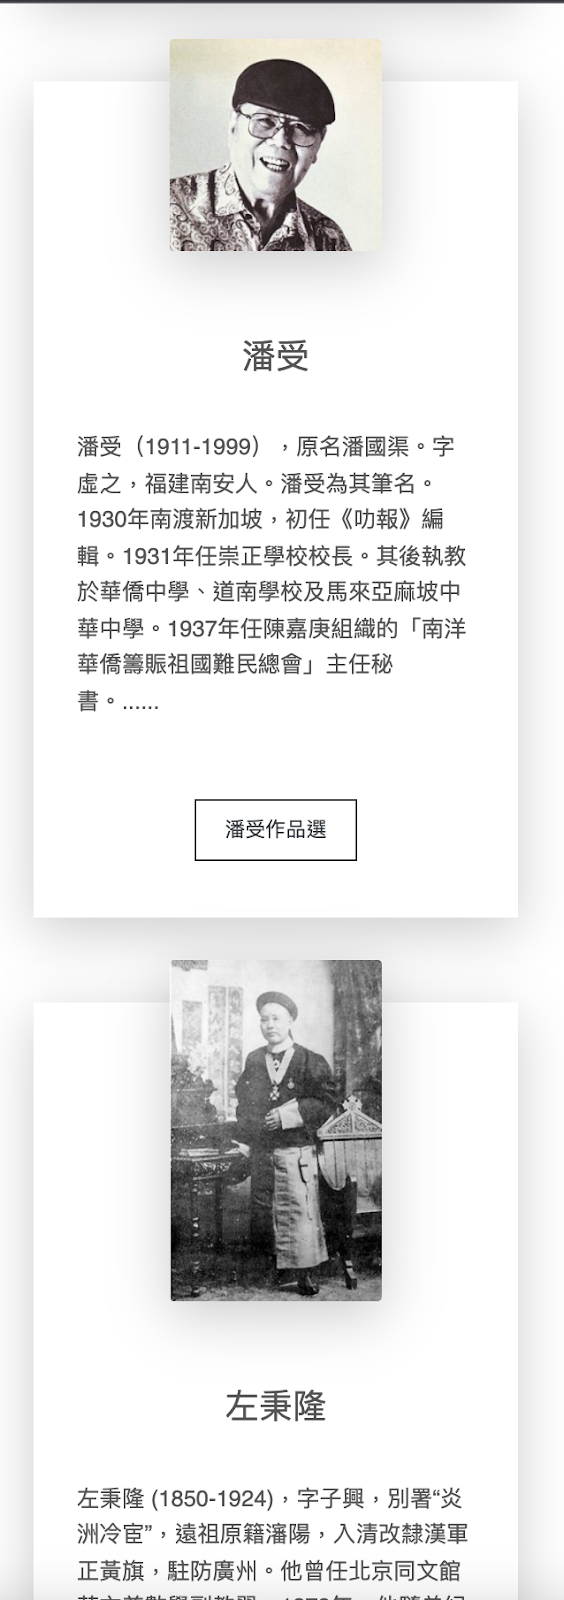 潘受
潘受（1911-1999），原名潘國渠。字
虛之，福建南安人。潘受為其筆名。
1930年南渡新加坡，初任《叻報》編
輯。1931年任崇正學校校長。其後執教
於華僑中學、道南學校及馬來亞麻坡中
華中學。1937年任陳嘉庚組織的「南洋
華僑籌賑祖國難民總會」主任秘
書。......
潘受作品選
左秉隆
左秉隆 (1850-1924)，字子興，別署“炎
洲冷宦”，遠祖原籍瀋陽，入清改隸漢軍
正黃旗，駐防廣州。他曾任北京同文館